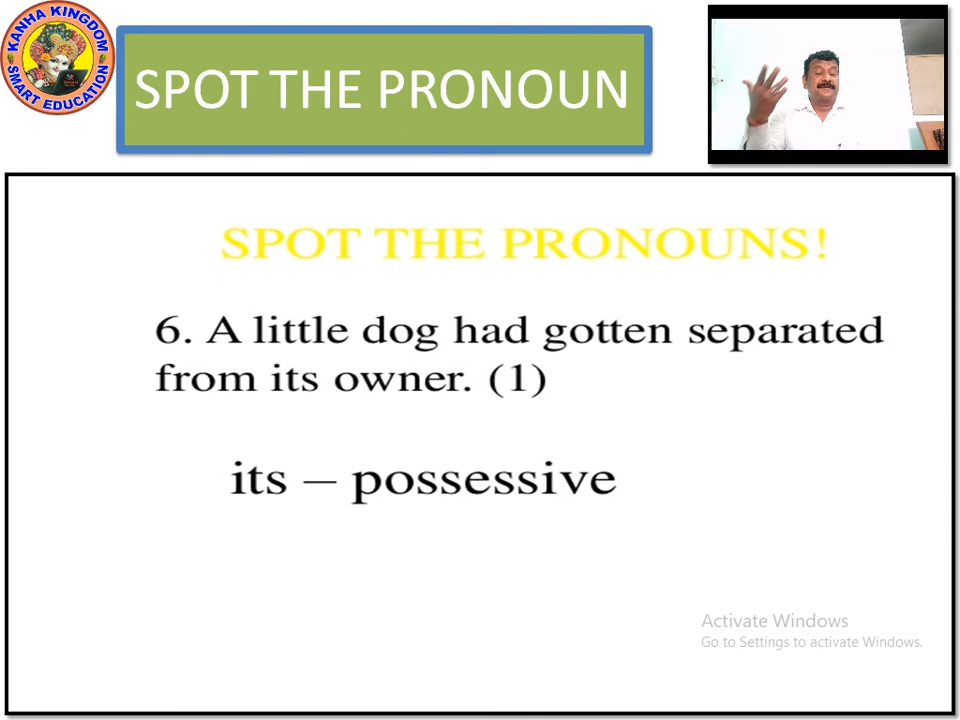 KANHA KINGDOM
SMART EDUCATION
SPOT THE PRONOUN
SPOT THE PRONOUNS!
6. A little dog had gotten separated
from its owner. (1)
its – possessive
Activate Windows
Go to Settings to activate Windows.